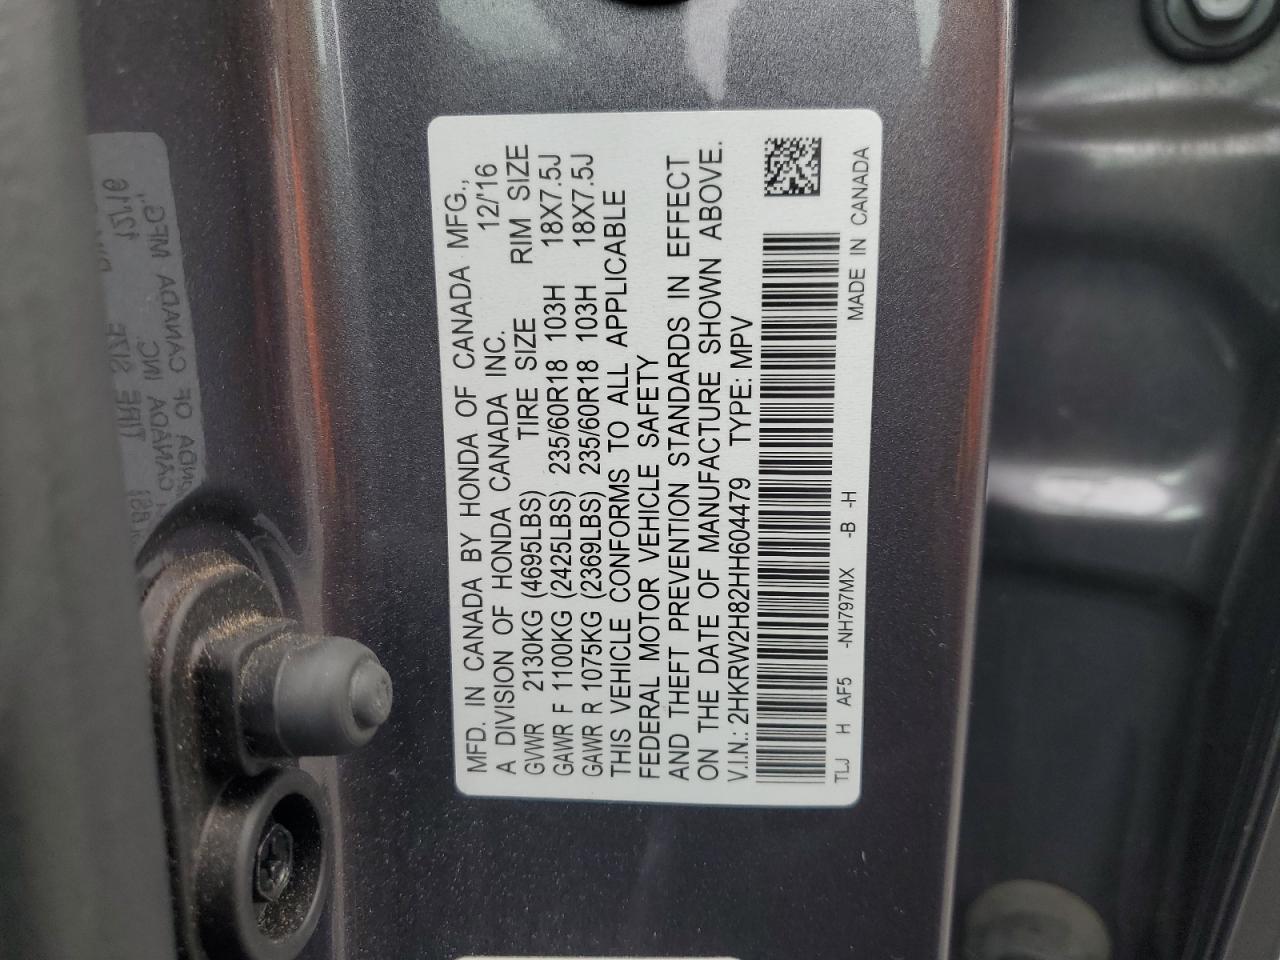 MFD. IN CANADA BY HONDA OF CANADA MFG.,
A DIVISION OF HONDA CANADA INC. 12/'16
GVWR 2130KG (4695LBS) TIRE SIZE RIM SIZE
GAWR F 1100KG (2425LBS) 235/60R18 103H 18X7.5J
GAWR R 1075KG (2369LBS) 235/60R18 103H 18X7.5J
THIS VEHICLE CONFORMS TO ALL APPLICABLE
FEDERAL MOTOR VEHICLE SAFETY
AND THEFT PREVENTION STANDARDS IN EFFECT
ON THE DATE OF MANUFACTURE SHOWN ABOVE.
V.I.N.: 2HKRW2H82HH604479 TYPE: MPV
TLJ H AF5 -NH797MX -B -H MADE IN CANADA